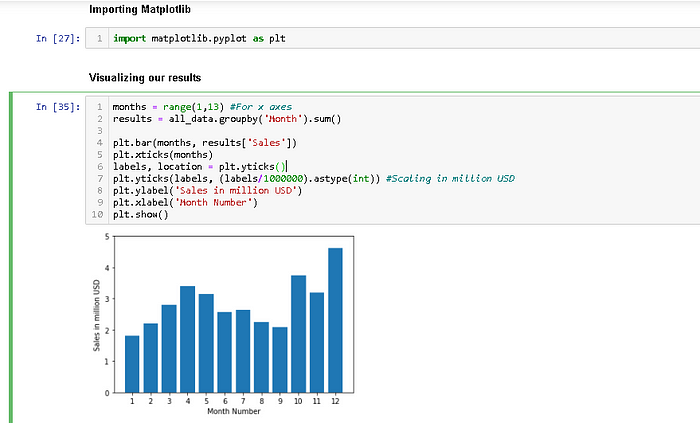 Importing Matplotlib
In [27]:
1 import matplotlib.pyplot as plt
Visualizing our results
In [35]:
1 months = range(1,13) #For x axes
2 results = all_data.groupby('Month').sum()
3
4 plt.bar(months, results['Sales'])
5 plt.xticks(months)
6 labels, location = plt.yticks()
7 plt.yticks(labels, (labels/1000000).astype(int)) #Scaling in million USD
8 plt.ylabel('Sales in million USD')
9 plt.xlabel('Month Number')
10 plt.show()
5
4
3
2
1
0
Sales in million USD
1 2 3 4 5 6 7 8 9 10 11 12
Month Number